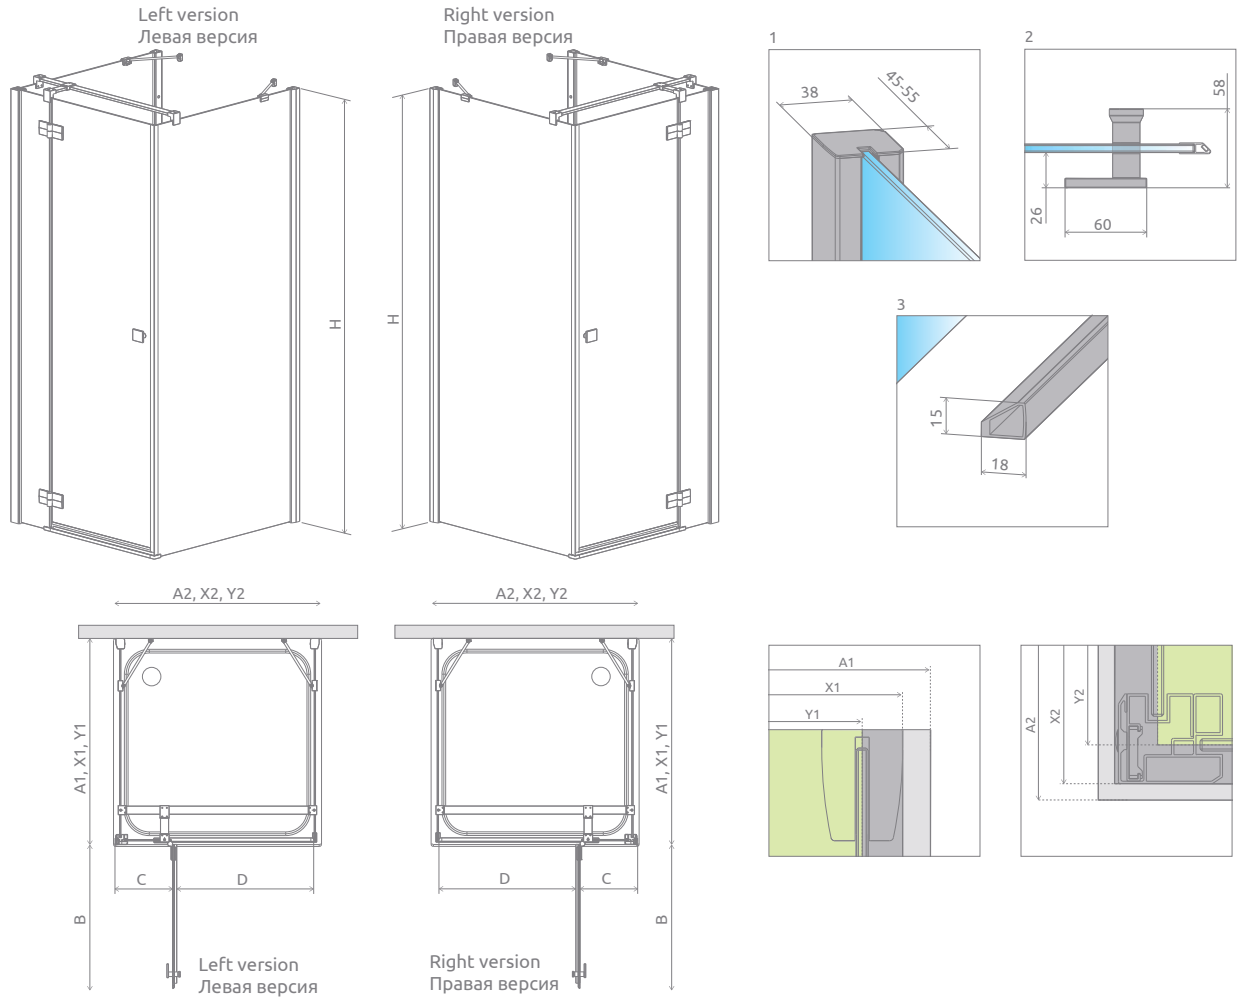 Left version
Левая версия
Right version
Правая версия
H
H
1
38
45-55
2
58
26
60
3
15
18
A2, X2, Y2
A1, X1, Y1
C
D
B
Left version
Левая версия
A2, X2, Y2
A1, X1, Y1
D
C
B
Right version
Правая версия
A1
X1
Y1
A2
X2
Y2